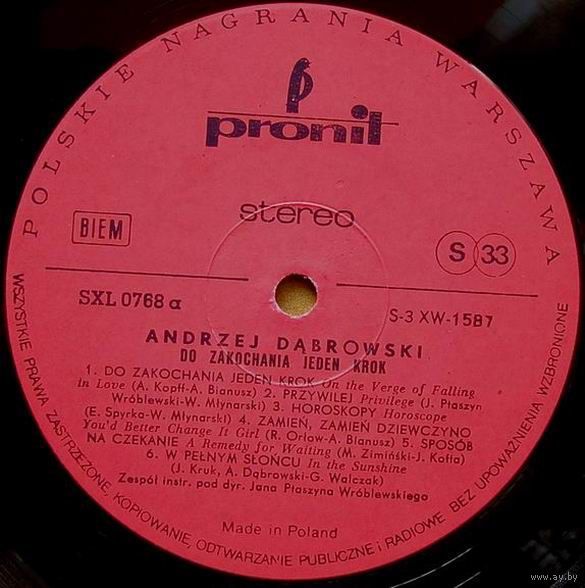 POLSKIE NAGRANIA WARSZAWA
pronit
stereo
BIEM
S 33
SXL 0768 α
S-3 XW-1587
ANDRZEJ DĄBROWSKI
DO ZAKOCHANIA JEDEN KROK
1. DO ZAKOCHANIA JEDEN KROK On the Verge of Falling
in Love (A. Kopff-A. Bianusz) 2. PRZYWILEJ Privilege (J. Ptaszyn
Wróblewski-W. Młynarski) 3. HOROSKOPY Horoscope
(E. Spyrka-W. Młynarski) 4. ZAMIEŃ, ZAMIEŃ DZIEWCZYNO
You'd Better Change It Girl (R. Orłow-A. Bianusz) 5. SPOSÓB
NA CZEKANIE A Remedy for Waiting (M. Zimiński-J. Kofta)
6. W PEŁNYM SŁOŃCU In the Sunshine
(J. Kruk, A. Dąbrowski-G. Walczak)
Zespół instr. pod dyr. Jana Ptaszyna Wróblewskiego
Made in Poland
WSZYSTKIE PRAWA ZASTRZEŻONE, KOPIOWANIE, ODTWARZANIE PUBLICZNE i RADIOWE BEZ UPOWAŻNIENIA WZBRONIONE
www.ay.by